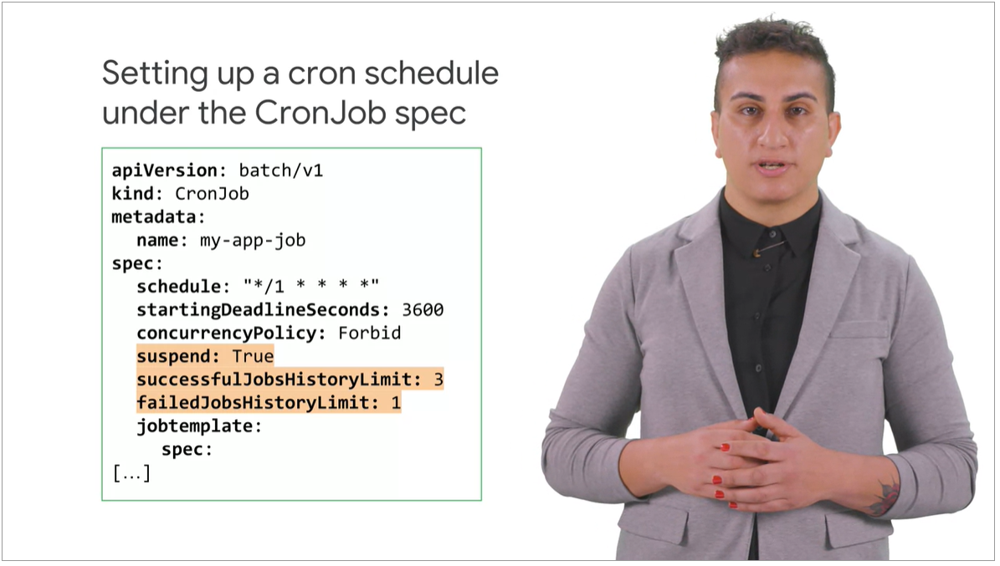 Setting up a cron schedule
under the CronJob spec
apiVersion: batch/v1
kind: CronJob
metadata:
  name: my-app-job
spec:
  schedule: "*/1 * * * *"
  startingDeadlineSeconds: 3600
  concurrencyPolicy: Forbid
  suspend: True
  successfulJobsHistoryLimit: 3
  failedJobsHistoryLimit: 1
  jobtemplate:
    spec:
[...]